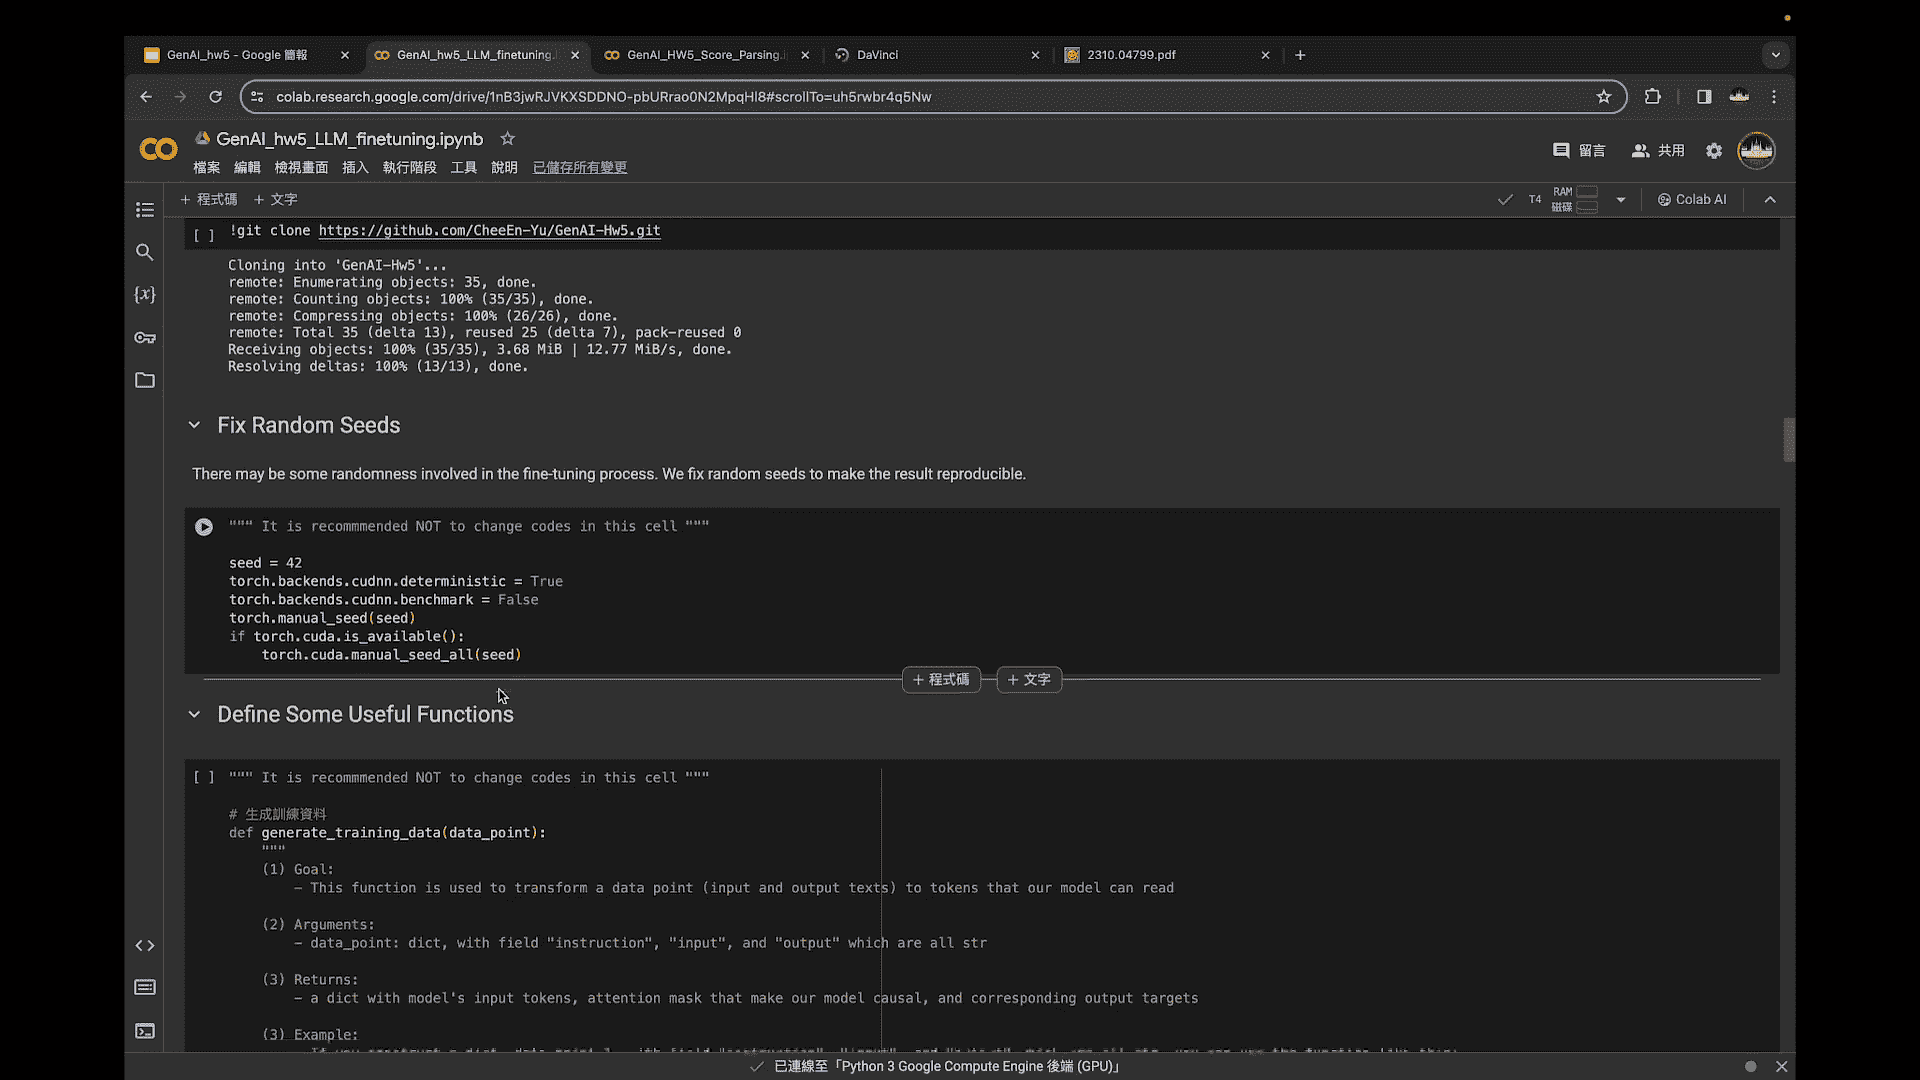 GenAI_hw5 - Google 簡報
GenAI_hw5_LLM_finetuning.
GenAI_HW5_Score_Parsing.i
DaVinci
2310.04799.pdf
colab.research.google.com/drive/1nB3jwRJVKXSDDNO-pbURrao0N2MpqHl8#scrollTo=uh5rwbr4q5Nw
GenAI_hw5_LLM_finetuning.ipynb
檔案 編輯 檢視畫面 插入 執行階段 工具 說明 已儲存所有變更
留言 共用
+ 程式碼 + 文字
T4 RAM 磁碟 Colab AI
[ ] !git clone https://github.com/CheeEn-Yu/GenAI-Hw5.git
Cloning into 'GenAI-Hw5'...
remote: Enumerating objects: 35, done.
remote: Counting objects: 100% (35/35), done.
remote: Compressing objects: 100% (26/26), done.
remote: Total 35 (delta 13), reused 25 (delta 7), pack-reused 0
Receiving objects: 100% (35/35), 3.68 MiB | 12.77 MiB/s, done.
Resolving deltas: 100% (13/13), done.
Fix Random Seeds
There may be some randomness involved in the fine-tuning process. We fix random seeds to make the result reproducible.
""" It is recommmended NOT to change codes in this cell """
seed = 42
torch.backends.cudnn.deterministic = True
torch.backends.cudnn.benchmark = False
torch.manual_seed(seed)
if torch.cuda.is_available():
torch.cuda.manual_seed_all(seed)
+ 程式碼 + 文字
Define Some Useful Functions
[ ] """ It is recommmended NOT to change codes in this cell """
# 生成訓練資料
def generate_training_data(data_point):
"""
(1) Goal:
- This function is used to transform a data point (input and output texts) to tokens that our model can read
(2) Arguments:
- data_point: dict, with field "instruction", "input", and "output" which are all str
(3) Returns:
- a dict with model's input tokens, attention mask that make our model causal, and corresponding output targets
(3) Example:
已連線至「Python 3 Google Compute Engine 後端 (GPU)」